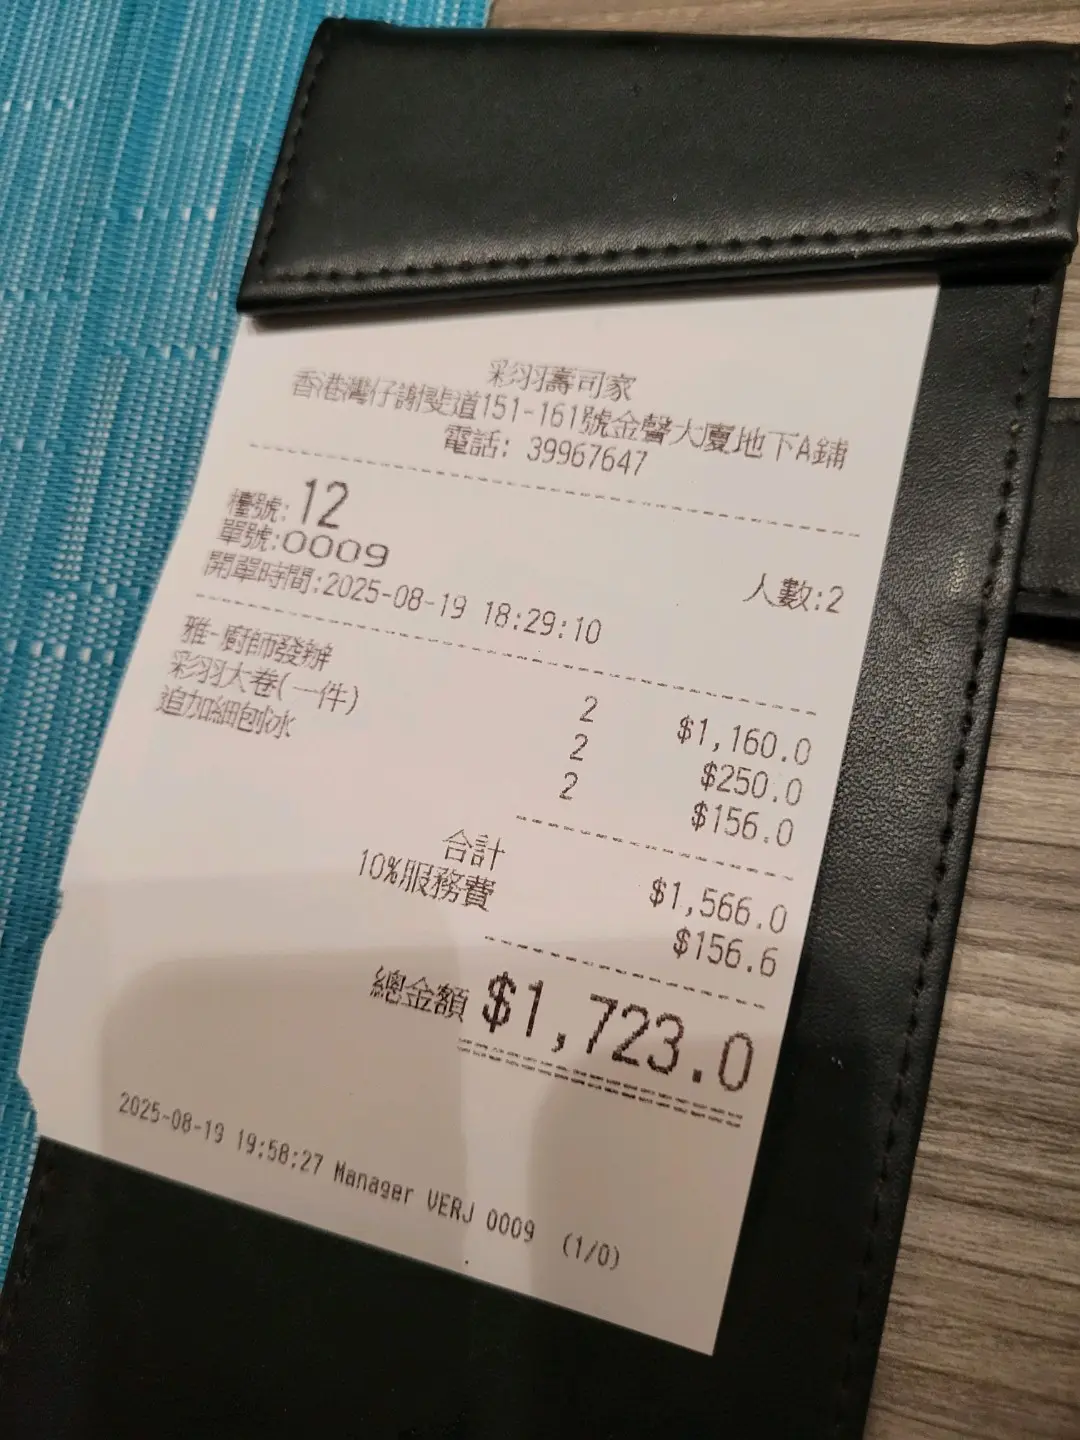 彩羽壽司家
香港灣仔謝斐道151-161號金聲大廈地下A鋪
電話: 39967647
檯號:12
單號:0009 人數:2
開單時間:2025-08-19 18:29:10
雅-廚師發辦 2 $1,160.0
彩羽大卷(一件) 2 $250.0
追加細刨冰 2 $156.0
合計 $1,566.0
10%服務費 $156.6
總金額 $1,723.0
2025-08-19 19:58:27 Manager VERJ 0009 (1/0)